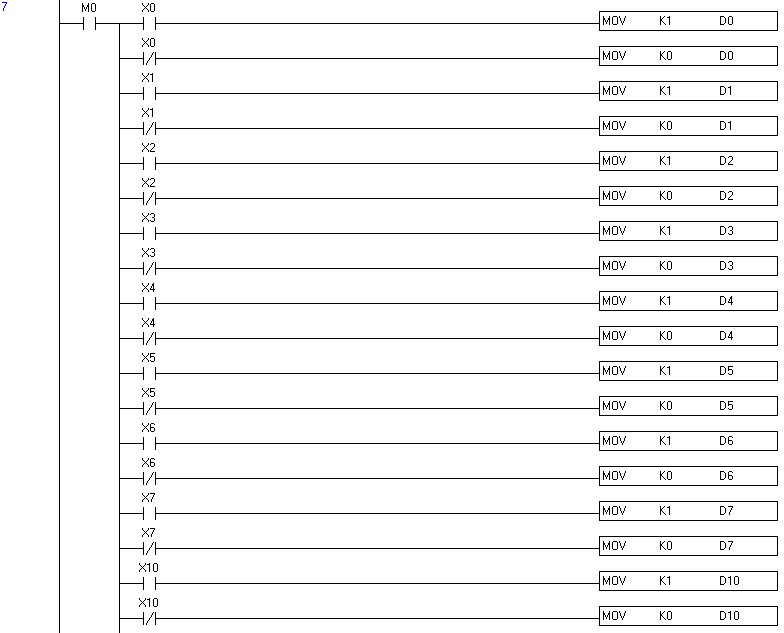 7
M0 X0
MOV K1 D0
X0
MOV K0 D0
X1
MOV K1 D1
X1
MOV K0 D1
X2
MOV K1 D2
X2
MOV K0 D2
X3
MOV K1 D3
X3
MOV K0 D3
X4
MOV K1 D4
X4
MOV K0 D4
X5
MOV K1 D5
X5
MOV K0 D5
X6
MOV K1 D6
X6
MOV K0 D6
X7
MOV K1 D7
X7
MOV K0 D7
X10
MOV K1 D10
X10
MOV K0 D10